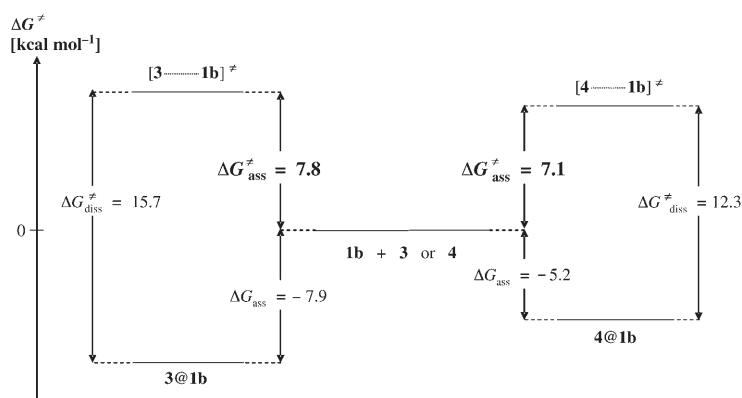 ΔG≠
[kcal mol⁻¹]
[3┈┈┈1b]≠
[4┈┈┈1b]≠
ΔG≠ass = 7.8
ΔG≠ass = 7.1
ΔG≠diss = 15.7
ΔG≠diss = 12.3
0
1b + 3 or 4
ΔGass = −5.2
ΔGass = −7.9
4@1b
3@1b